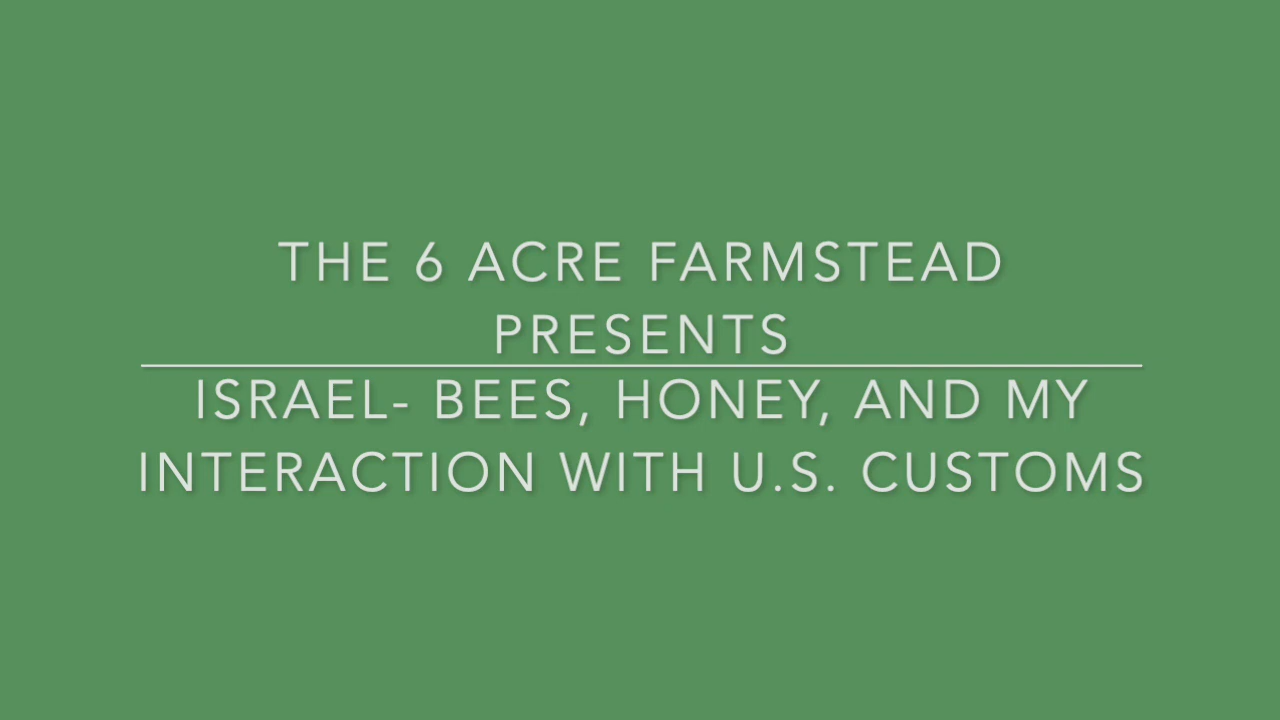 THE 6 ACRE FARMSTEAD
PRESENTS
ISRAEL- BEES, HONEY, AND MY
INTERACTION WITH U.S. CUSTOMS